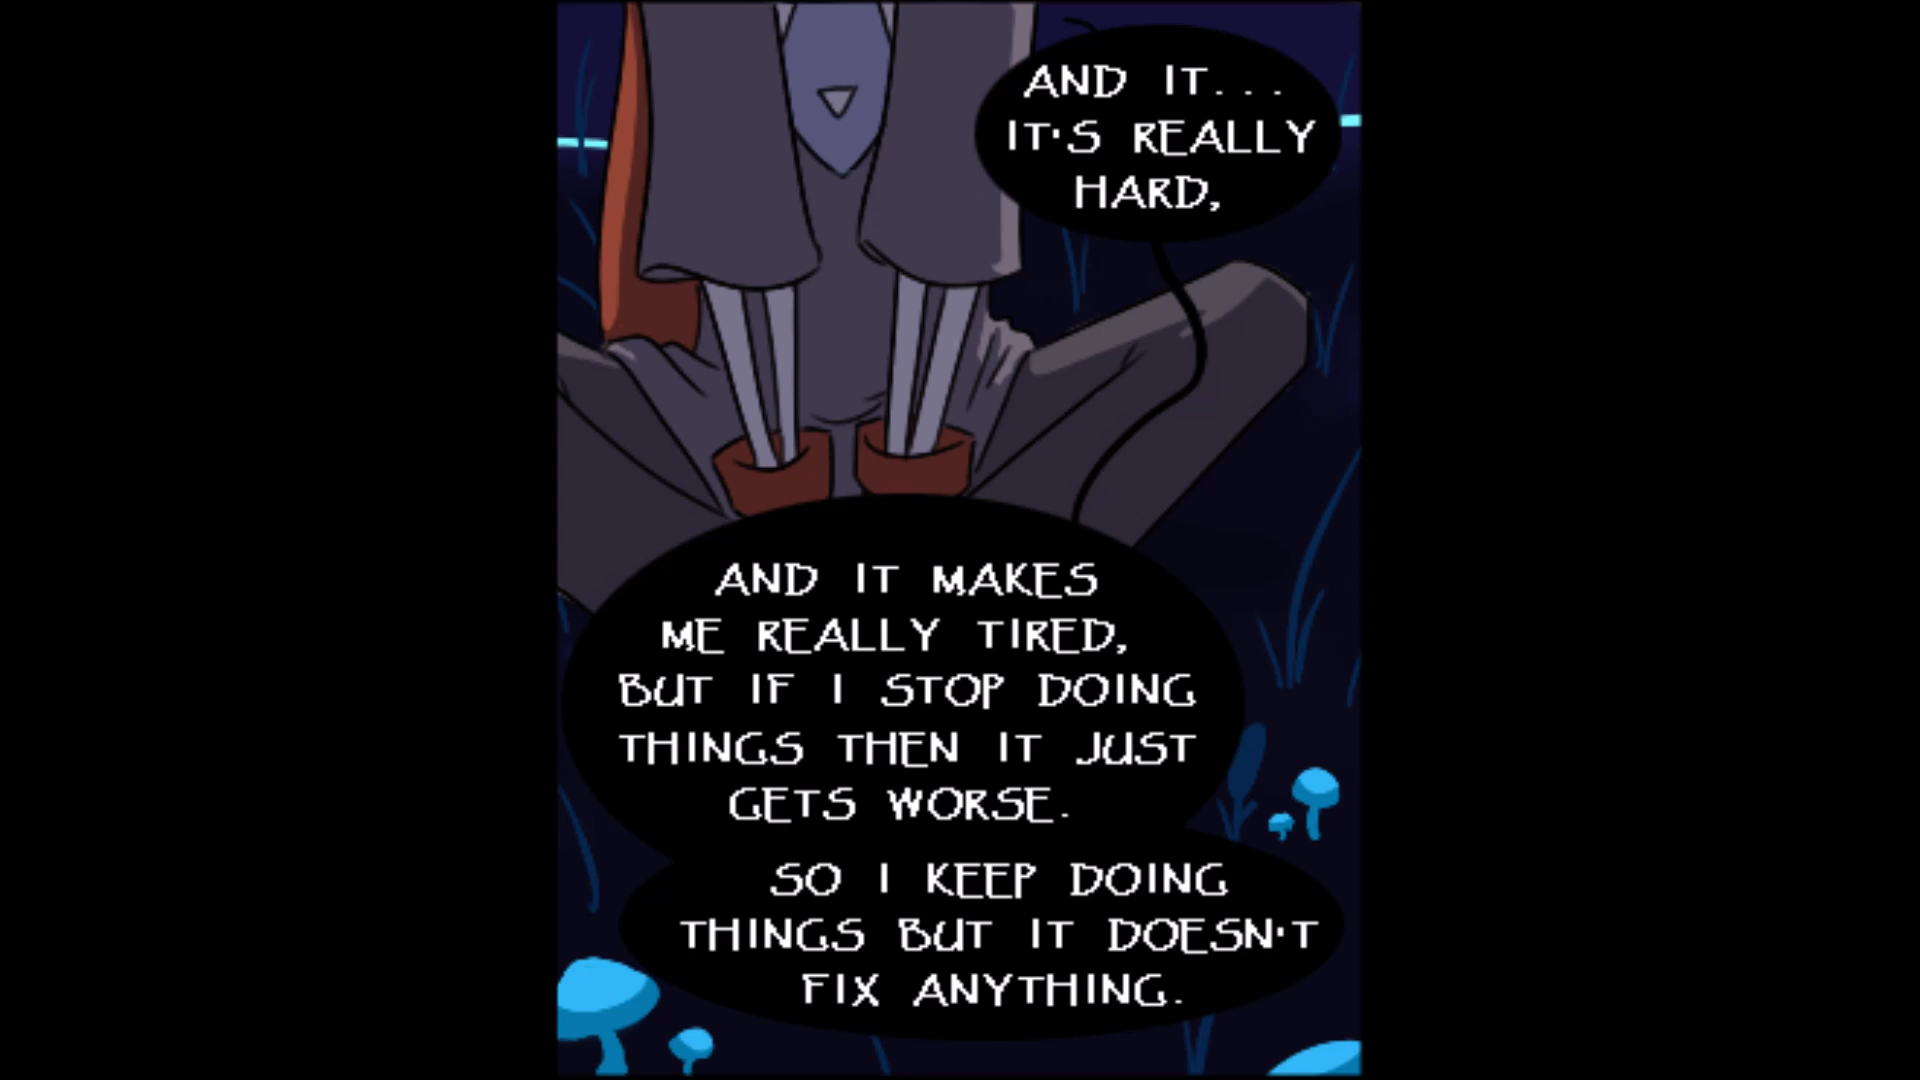 AND IT...
IT'S REALLY
HARD,
AND IT MAKES
ME REALLY TIRED,
BUT IF I STOP DOING
THINGS THEN IT JUST
GETS WORSE.
SO I KEEP DOING
THINGS BUT IT DOESN'T
FIX ANYTHING.